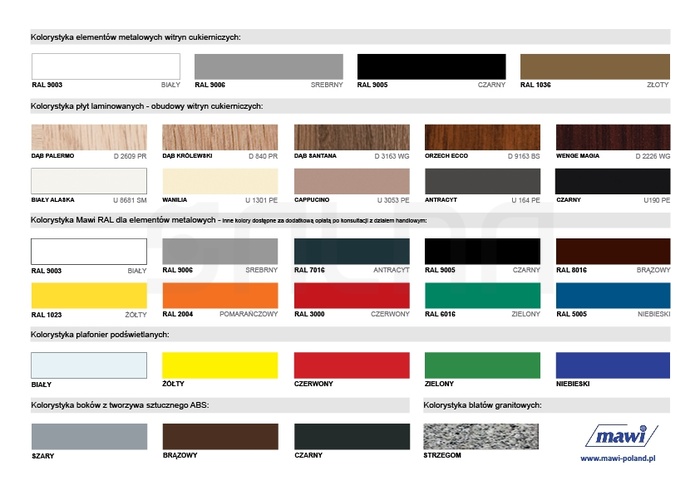 Kolorystyka elementów metalowych witryn cukierniczych:
RAL 9003 BIAŁY RAL 9006 SREBRNY RAL 9005 CZARNY RAL 1036 ZŁOTY
Kolorystyka płyt laminowanych - obudowy witryn cukierniczych:
DĄB PALERMO D 2609 PR DĄB KRÓLEWSKI D 840 PR DĄB SANTANA D 3163 WG ORZECH ECCO D 9163 BS WENGE MAGIA D 2226 WG
BIAŁY ALASKA U 8681 SM WANILIA U 1301 PE CAPPUCINO U 3053 PE ANTRACYT U 164 PE CZARNY U190 PE
Kolorystyka Mawi RAL dla elementów metalowych - inne kolory dostępne za dodatkową opłatą po konsultacji z działem handlowym:
RAL 9003 BIAŁY RAL 9006 SREBRNY RAL 7016 ANTRACYT RAL 9005 CZARNY RAL 8016 BRĄZOWY
RAL 1023 ŻÓŁTY RAL 2004 POMARAŃCZOWY RAL 3000 CZERWONY RAL 6016 ZIELONY RAL 5005 NIEBIESKI
Kolorystyka plafonier podświetlanych:
BIAŁY ŻÓŁTY CZERWONY ZIELONY NIEBIESKI
Kolorystyka boków z tworzywa sztucznego ABS: Kolorystyka blatów granitowych:
SZARY BRĄZOWY CZARNY STRZEGOM
mawi
www.mawi-poland.pl